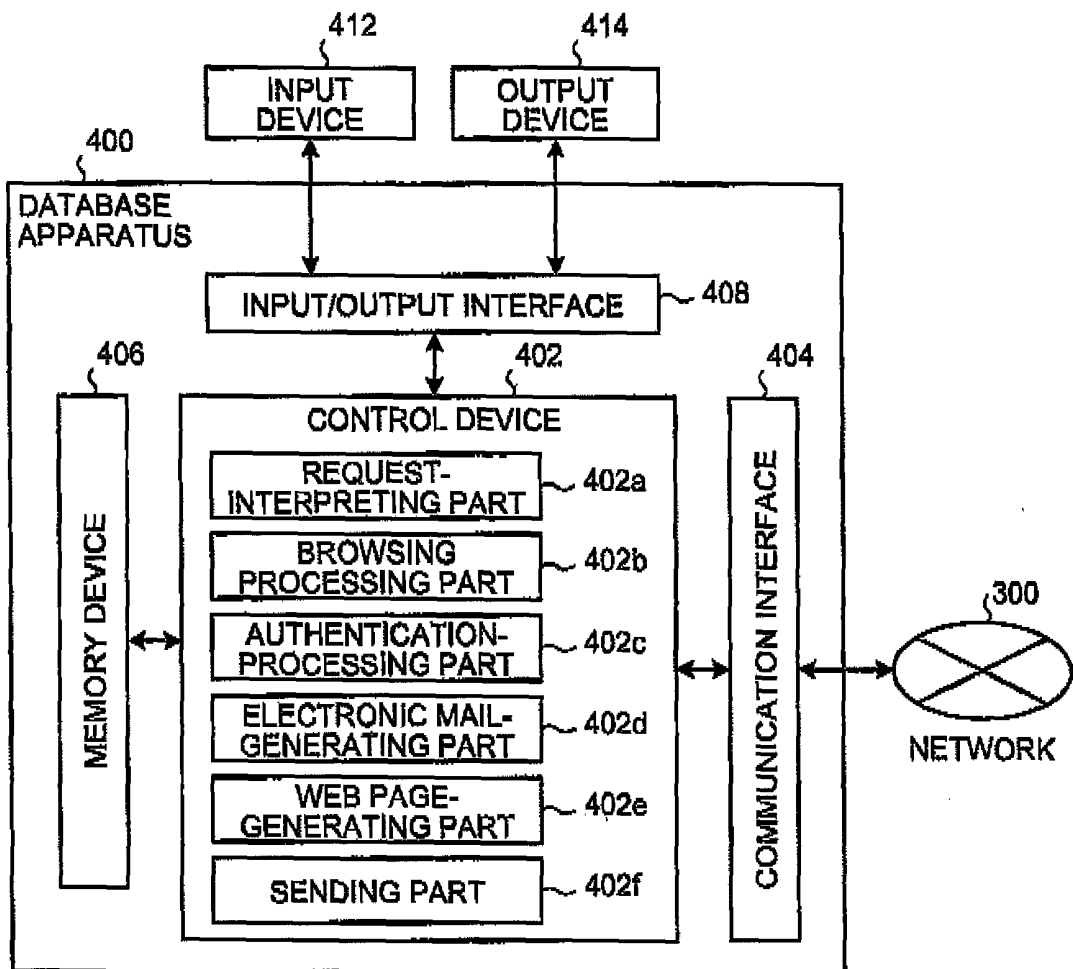 412
414
INPUT
DEVICE
OUTPUT
DEVICE
400
DATABASE
APPARATUS
INPUT/OUTPUT INTERFACE
408
406
402
404
CONTROL DEVICE
REQUEST-
INTERPRETING PART
402a
BROWSING
PROCESSING PART
402b
AUTHENTICATION-
PROCESSING PART
402c
ELECTRONIC MAIL-
GENERATING PART
402d
WEB PAGE-
GENERATING PART
402e
SENDING PART
402f
MEMORY DEVICE
COMMUNICATION INTERFACE
300
NETWORK